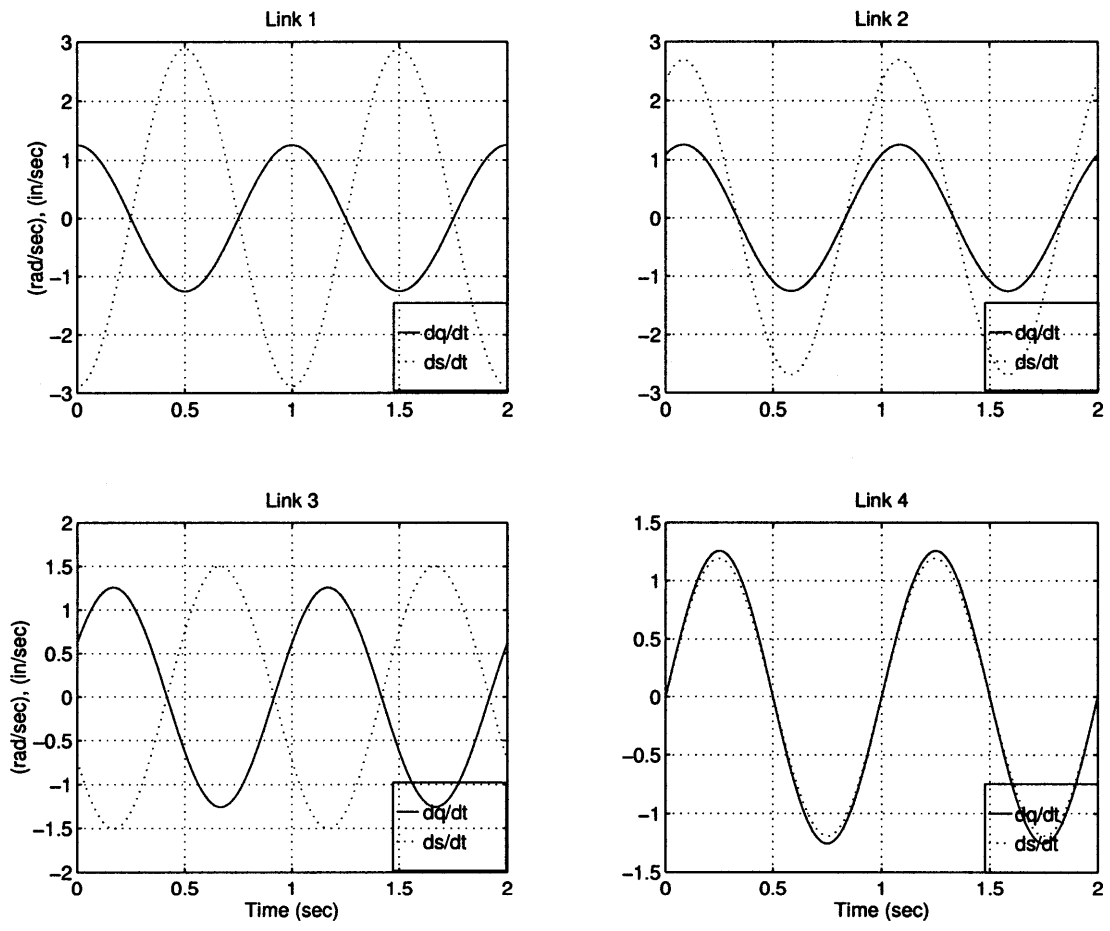 Link 1
3
2
1
0
−1
−2
−3
(rad/sec), (in/sec)
dq/dt
ds/dt
0 0.5 1 1.5 2
Link 2
3
2
1
0
−1
−2
−3
dq/dt
ds/dt
0 0.5 1 1.5 2
Link 3
2
1.5
1
0.5
0
−0.5
−1
−1.5
−2
(rad/sec), (in/sec)
dq/dt
ds/dt
0 0.5 1 1.5 2
Time (sec)
Link 4
1.5
1
0.5
0
−0.5
−1
−1.5
dq/dt
ds/dt
0 0.5 1 1.5 2
Time (sec)